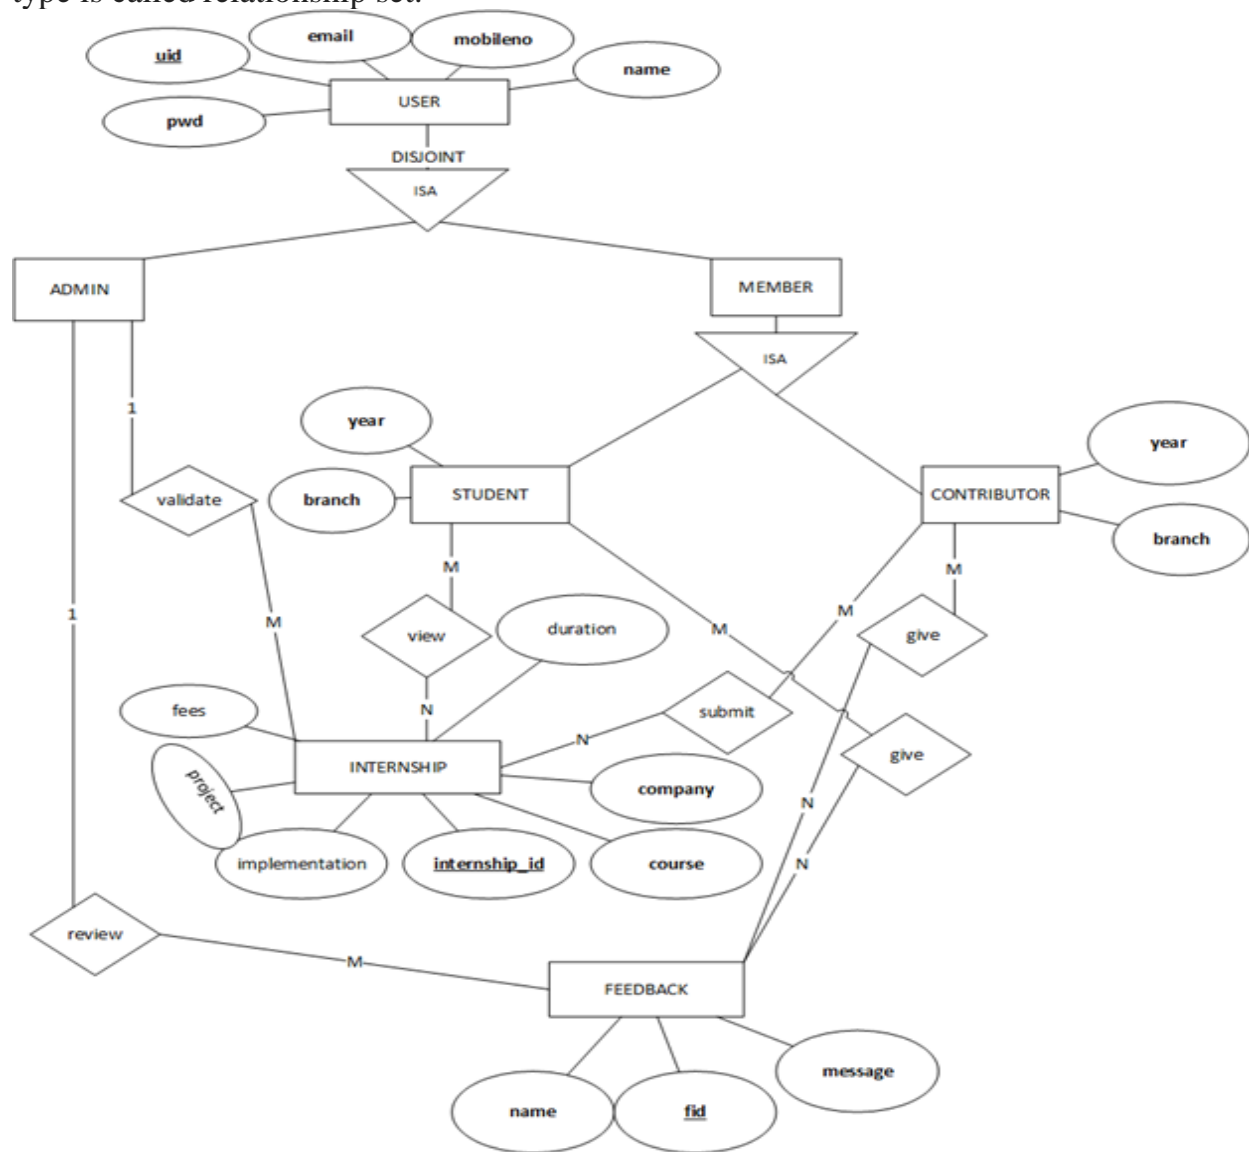 type is called relationship set.
email
mobileno
uid
name
USER
pwd
DISJOINT
ISA
ADMIN
MEMBER
ISA
1
year
year
branch
STUDENT
CONTRIBUTOR
validate
branch
M
M
1
M
M
M
view
duration
give
fees
N
submit
N
give
INTERNSHIP
project
company
N
implementation
internship_id
course
N
review
M
FEEDBACK
message
name
fid